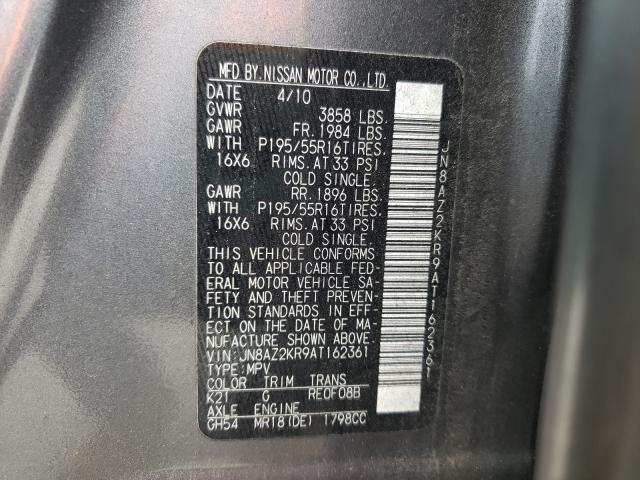 MFD BY NISSAN MOTOR CO.,LTD.
DATE 4/10
GVWR 3858 LBS.
GAWR FR. 1984 LBS.
WITH P195/55R16TIRES.
16X6 RIMS. AT 33 PSI
COLD SINGLE.
GAWR RR. 1896 LBS.
WITH P195/55R16TIRES.
16X6 RIMS. AT 33 PSI
COLD SINGLE.
THIS VEHICLE CONFORMS
TO ALL APPLICABLE FED-
ERAL MOTOR VEHICLE SA-
FETY AND THEFT PREVEN-
TION STANDARDS IN EFF-
ECT ON THE DATE OF MA-
NUFACTURE SHOWN ABOVE.
VIN: JN8AZ2KR9AT162361
TYPE: MPV
COLOR TRIM TRANS
K21 G RE0F08B
AXLE ENGINE
GH54 MR18(DE) 1798CC
JN8AZ2KR9AT162361